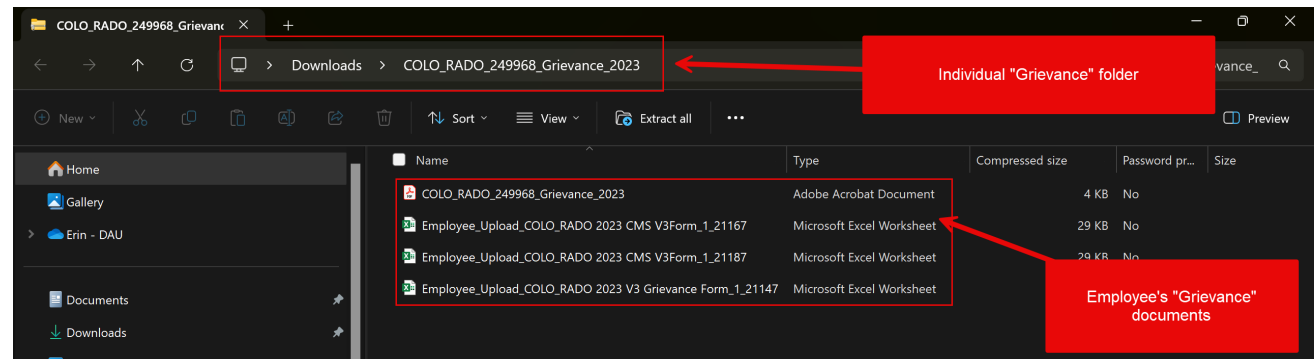 COLO_RADO_249968_Grievanc
Downloads > COLO_RADO_249968_Grievance_2023
Individual "Grievance" folder
vance_
New
Sort
View
Extract all
Preview
Home
Gallery
Erin - DAU
Documents
Downloads
Name Type Compressed size Password pr... Size
COLO_RADO_249968_Grievance_2023 Adobe Acrobat Document 4 KB No
Employee_Upload_COLO_RADO 2023 CMS V3Form_1_21167 Microsoft Excel Worksheet 29 KB No
Employee_Upload_COLO_RADO 2023 CMS V3Form_1_21187 Microsoft Excel Worksheet 29 KB No
Employee_Upload_COLO_RADO 2023 V3 Grievance Form_1_21147 Microsoft Excel Worksheet
Employee's "Grievance"
documents